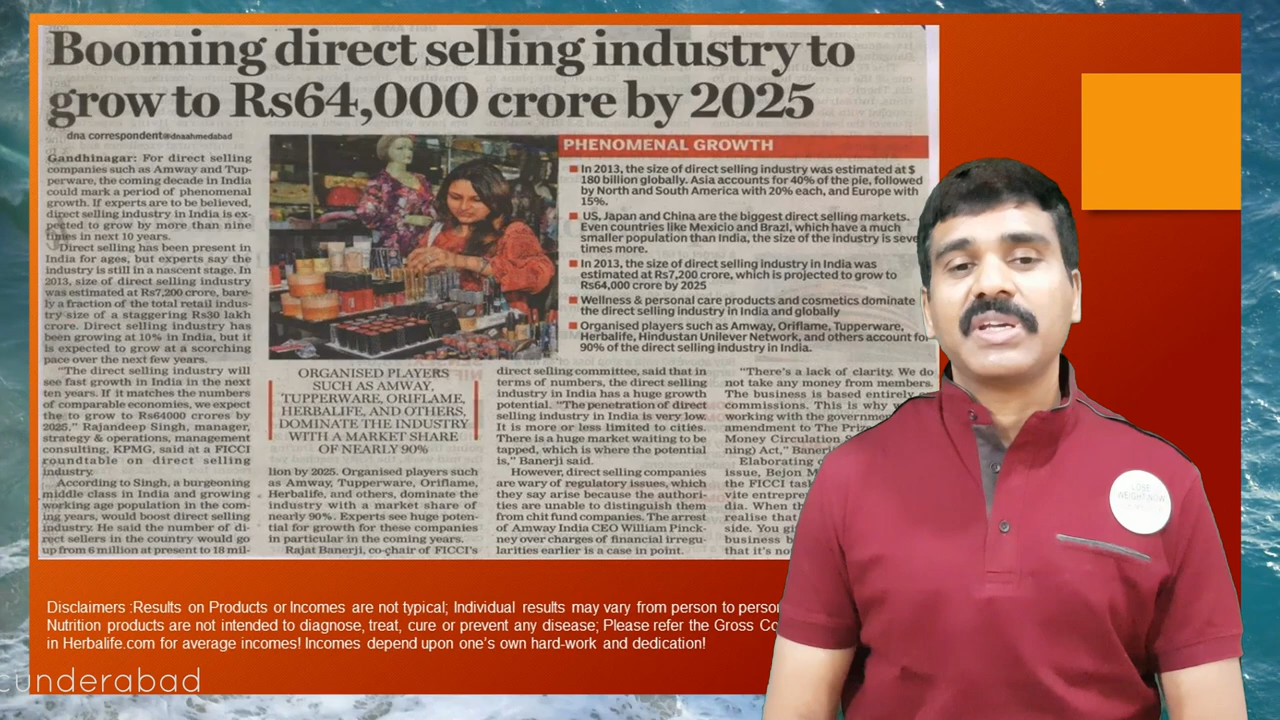 Booming direct selling industry to
grow to Rs64,000 crore by 2025
dna correspondent@dnaahmedabad
Gandhinagar: For direct selling
companies such as Amway and Tup-
perware, the coming decade in India
could mark a period of phenomenal
growth. If experts are to be believed,
direct selling industry in India is ex-
pected to grow by more than nine
times in next 10 years.
Direct selling has been present in
India for ages, but experts say the
industry is still in a nascent stage. In
2013, size of direct selling industry
was estimated at Rs7,200 crore, bare-
ly a fraction of the total retail indus-
try size of a staggering Rs30 lakh
crore. Direct selling industry has
been growing at 10% in India, but it
is expected to grow at a scorching
pace over the next few years.
"The direct selling industry will
see fast growth in India in the next
ten years. If it matches the numbers
of comparable economies, we expect
the to grow to Rs64000 crores by
2025," Rajandeep Singh, manager,
strategy & operations, management
consulting, KPMG, said at a FICCI
roundtable on direct selling
industry.
According to Singh, a burgeoning
middle class in India and growing
working age population in the com-
ing years, would boost direct selling
industry. He said the number of di-
rect sellers in the country would go
up from 6 million at present to 18 mil-
PHENOMENAL GROWTH
In 2013, the size of direct selling industry was estimated at $
180 billion globally. Asia accounts for 40% of the pie, followed
by North and South America with 20% each, and Europe with
15%.
US, Japan and China are the biggest direct selling markets.
Even countries like Mexicio and Brazl, which have a much
smaller population than India, the size of the industry is seve
times more.
In 2013, the size of direct selling industry in India was
estimated at Rs7,200 crore, which is projected to grow to
Rs64,000 crore by 2025
Wellness & personal care products and cosmetics dominate
the direct selling industry in India and globally
Organised players such as Amway, Oriflame, Tupperware,
Herbalife, Hindustan Unilever Network, and others account for
90% of the direct selling industry in India.
ORGANISED PLAYERS
SUCH AS AMWAY,
TUPPERWARE, ORIFLAME,
HERBALIFE, AND OTHERS,
DOMINATE THE INDUSTRY
WITH A MARKET SHARE
OF NEARLY 90%
lion by 2025. Organised players such
as Amway, Tupperware, Oriflame,
Herbalife, and others, dominate the
industry with a market share of
nearly 90%. Experts see huge poten-
tial for growth for these companies
in particular in the coming years.
Rajat Banerji, co-chair of FICCI's
direct selling committee, said that in
terms of numbers, the direct selling
industry in India has a huge growth
potential. "The penetration of direct
selling industry in India is very low.
It is more or less limited to cities.
There is a huge market waiting to be
tapped, which is where the potential
is," Banerji said.
However, direct selling companies
are wary of regulatory issues, which
they say arise because the authori-
ties are unable to distinguish them
from chit fund companies. The arrest
of Amway India CEO William Pinck-
ney over charges of financial irregu-
larities earlier is a case in point.
"There's a lack of clarity. We do
not take any money from members.
The business is based entirely
commissions. This is why
working with the governme
amendment to The Priz
Money Circulation S
ning) Act," Baner
Elaborating
issue, Bejon M
the FICCI task
vite entrepre
dia. When th
realise that
side. You gi
business b
that it's no
LOSE
WEIGHT NOW
Disclaimers :Results on Products or Incomes are not typical; Individual results may vary from person to person
Nutrition products are not intended to diagnose, treat, cure or prevent any disease; Please refer the Gross Co
in Herbalife.com for average incomes! Incomes depend upon one's own hard-work and dedication!
cunderabad